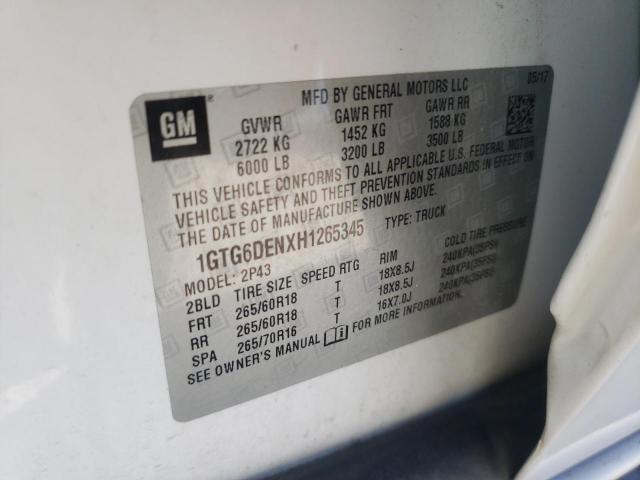 GM
MFD BY GENERAL MOTORS LLC 05/17
GVWR GAWR FRT GAWR RR
2722 KG 1452 KG 1588 KG
6000 LB 3200 LB 3500 LB
THIS VEHICLE CONFORMS TO ALL APPLICABLE U.S. FEDERAL MOTOR
VEHICLE SAFETY AND THEFT PREVENTION STANDARDS IN EFFECT ON
THE DATE OF MANUFACTURE SHOWN ABOVE.
1GTG6DENXH1265345 TYPE: TRUCK
MODEL: 2P43
2BLD TIRE SIZE SPEED RTG RIM COLD TIRE PRESSURE
FRT 265/60R18 T 18X8.5J 240KPA(35PSI)
RR 265/60R18 T 18X8.5J 240KPA(35PSI)
SPA 265/70R16 T 16X7.0J 240KPA(35PSI)
SEE OWNER'S MANUAL FOR MORE INFORMATION.